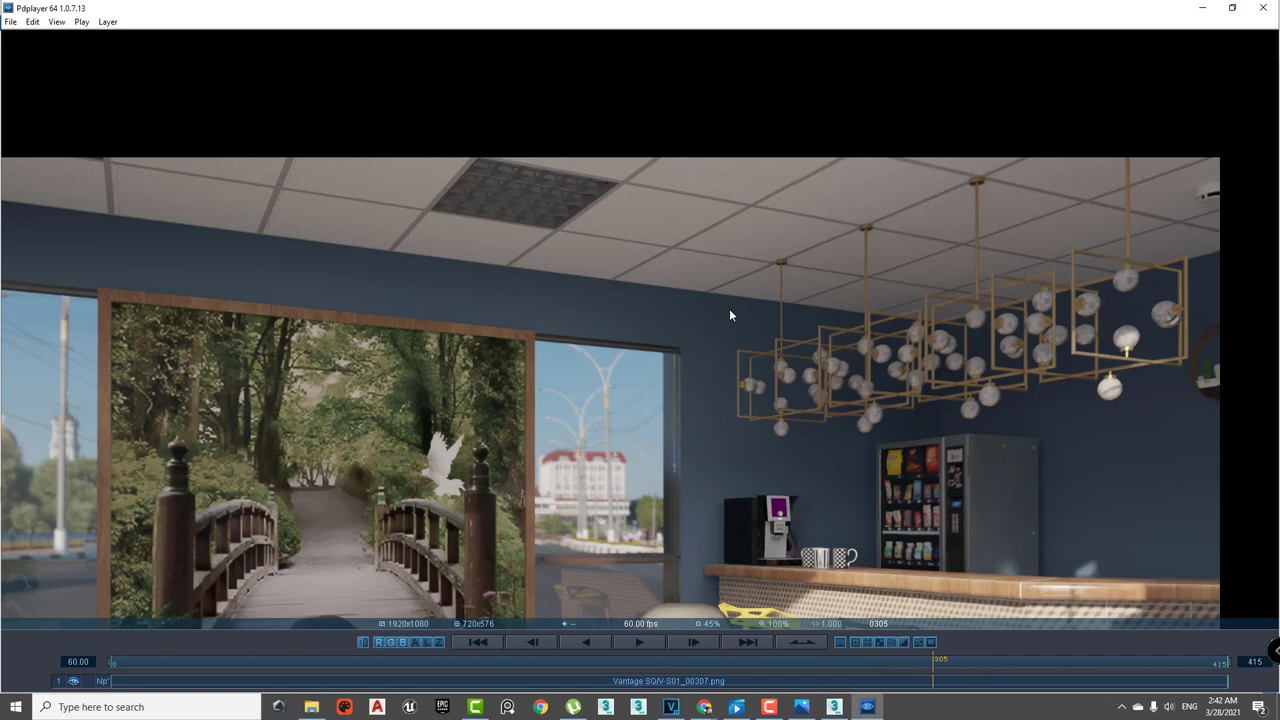 Pdplayer 64 1.0.7.13
File Edit View Play Layer
1920x1080 720x576 -- 60.00 fps 45% 100% 1.000 0305
R G B A L Z
60.00 0 305 415 415
1 Np' Vantage SQ/V-S01_00307.png
Type here to search
ENG 2:42 AM
3/28/2021 2